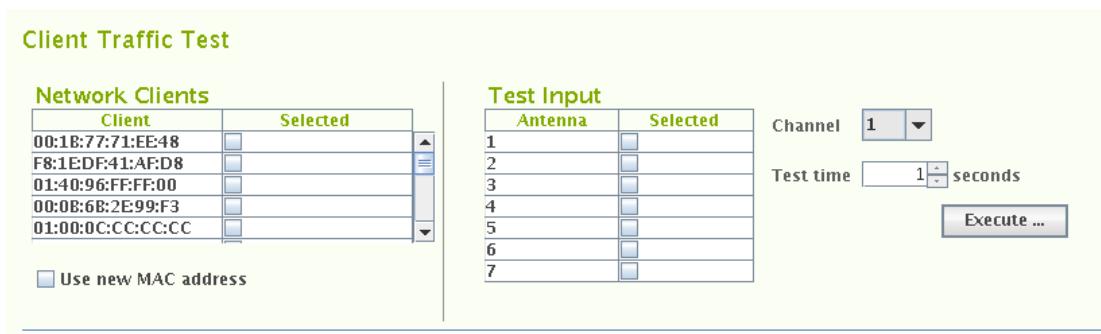 Client Traffic Test
Network Clients
Client Selected
00:1B:77:71:EE:48
F8:1E:DF:41:AF:D8
01:40:96:FF:FF:00
00:0B:6B:2E:99:F3
01:00:0C:CC:CC:CC
Use new MAC address
Test Input
Antenna Selected
1
2
3
4
5
6
7
Channel 1
Test time 1 seconds
Execute ...